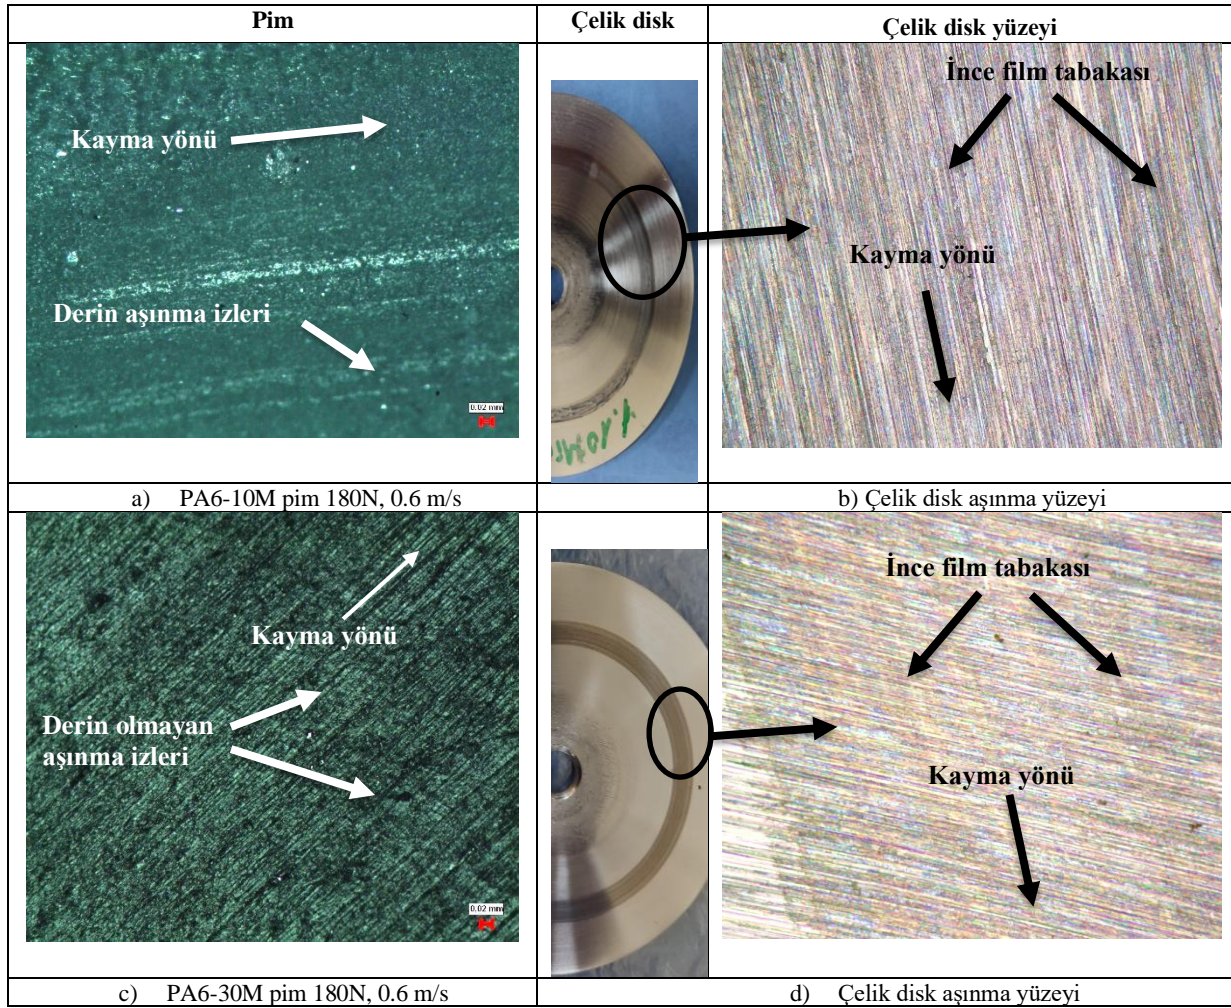 Pim
Çelik disk
Çelik disk yüzeyi
Kayma yönü
Derin aşınma izleri
0.02 mm
İnce film tabakası
Kayma yönü
a) PA6-10M pim 180N, 0.6 m/s
b) Çelik disk aşınma yüzeyi
Kayma yönü
Derin olmayan
aşınma izleri
0.02 mm
İnce film tabakası
Kayma yönü
c) PA6-30M pim 180N, 0.6 m/s
d) Çelik disk aşınma yüzeyi